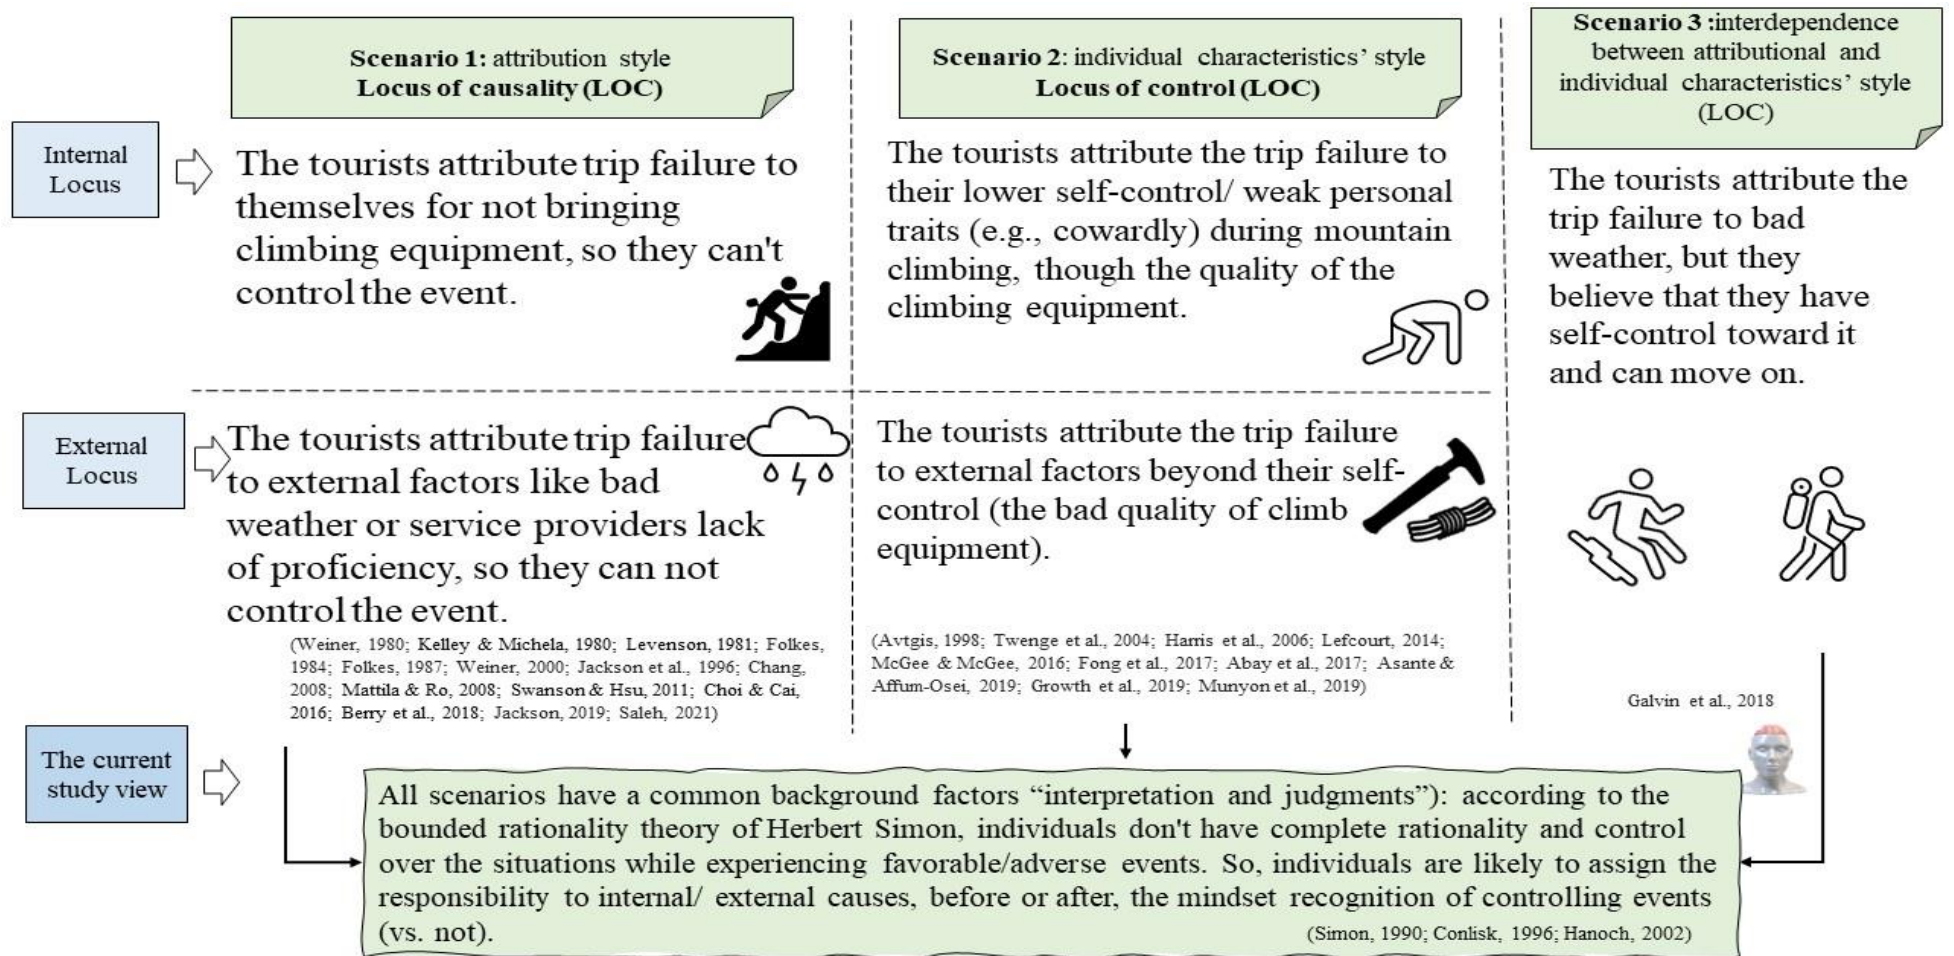 Scenario 1: attribution style
Locus of causality (LOC)
Scenario 2: individual characteristics' style
Locus of control (LOC)
Scenario 3 :interdependence
between attributional and
individual characteristics' style
(LOC)
Internal
Locus
The tourists attribute trip failure to
themselves for not bringing
climbing equipment, so they can't
control the event.
The tourists attribute the trip failure to
their lower self-control/ weak personal
traits (e.g., cowardly) during mountain
climbing, though the quality of the
climbing equipment.
The tourists attribute the
trip failure to bad
weather, but they
believe that they have
self-control toward it
and can move on.
External
Locus
The tourists attribute trip failure
to external factors like bad
weather or service providers lack
of proficiency, so they can not
control the event.
(Weiner, 1980; Kelley & Michela, 1980; Levenson, 1981; Folkes,
1984; Folkes, 1987; Weiner, 2000; Jackson et al., 1996; Chang,
2008; Mattila & Ro, 2008; Swanson & Hsu, 2011; Choi & Cai,
2016; Berry et al., 2018; Jackson, 2019; Saleh, 2021)
The tourists attribute the trip failure
to external factors beyond their self-
control (the bad quality of climb
equipment).
(Avtgis, 1998; Twenge et al., 2004; Harris et al., 2006; Lefcourt, 2014;
McGee & McGee, 2016; Fong et al., 2017; Abay et al., 2017; Asante &
Affum-Osei, 2019; Growth et al., 2019; Munyon et al., 2019)
Galvin et al., 2018
The current
study view
All scenarios have a common background factors “interpretation and judgments”): according to the
bounded rationality theory of Herbert Simon, individuals don't have complete rationality and control
over the situations while experiencing favorable/adverse events. So, individuals are likely to assign the
responsibility to internal/ external causes, before or after, the mindset recognition of controlling events
(vs. not).
(Simon, 1990; Conlisk, 1996; Hanoch, 2002)